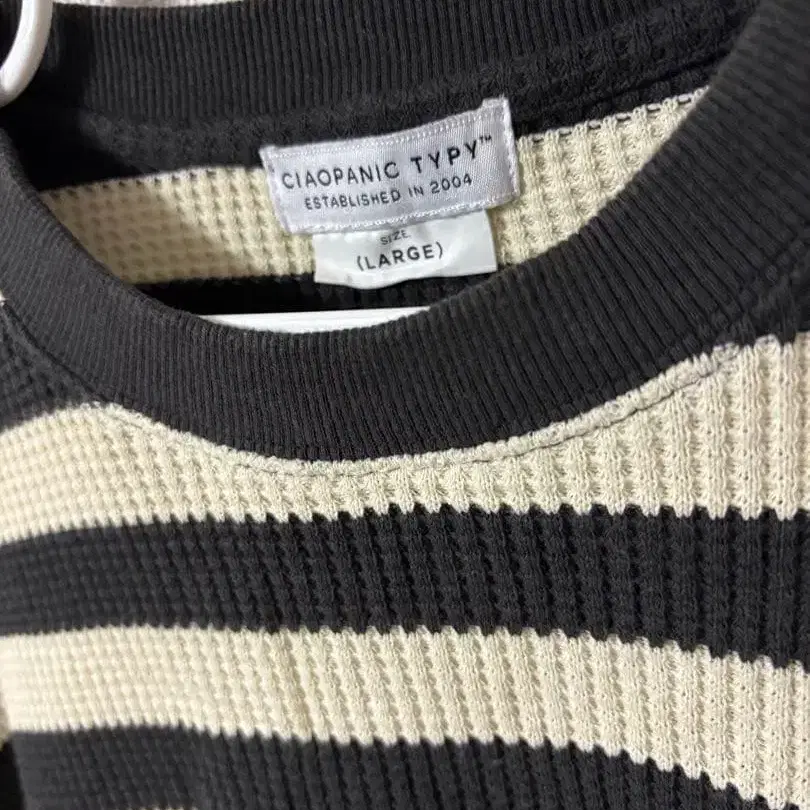 CIAOPANIC TYPY™
ESTABLISHED IN 2004
SIZE
(LARGE)